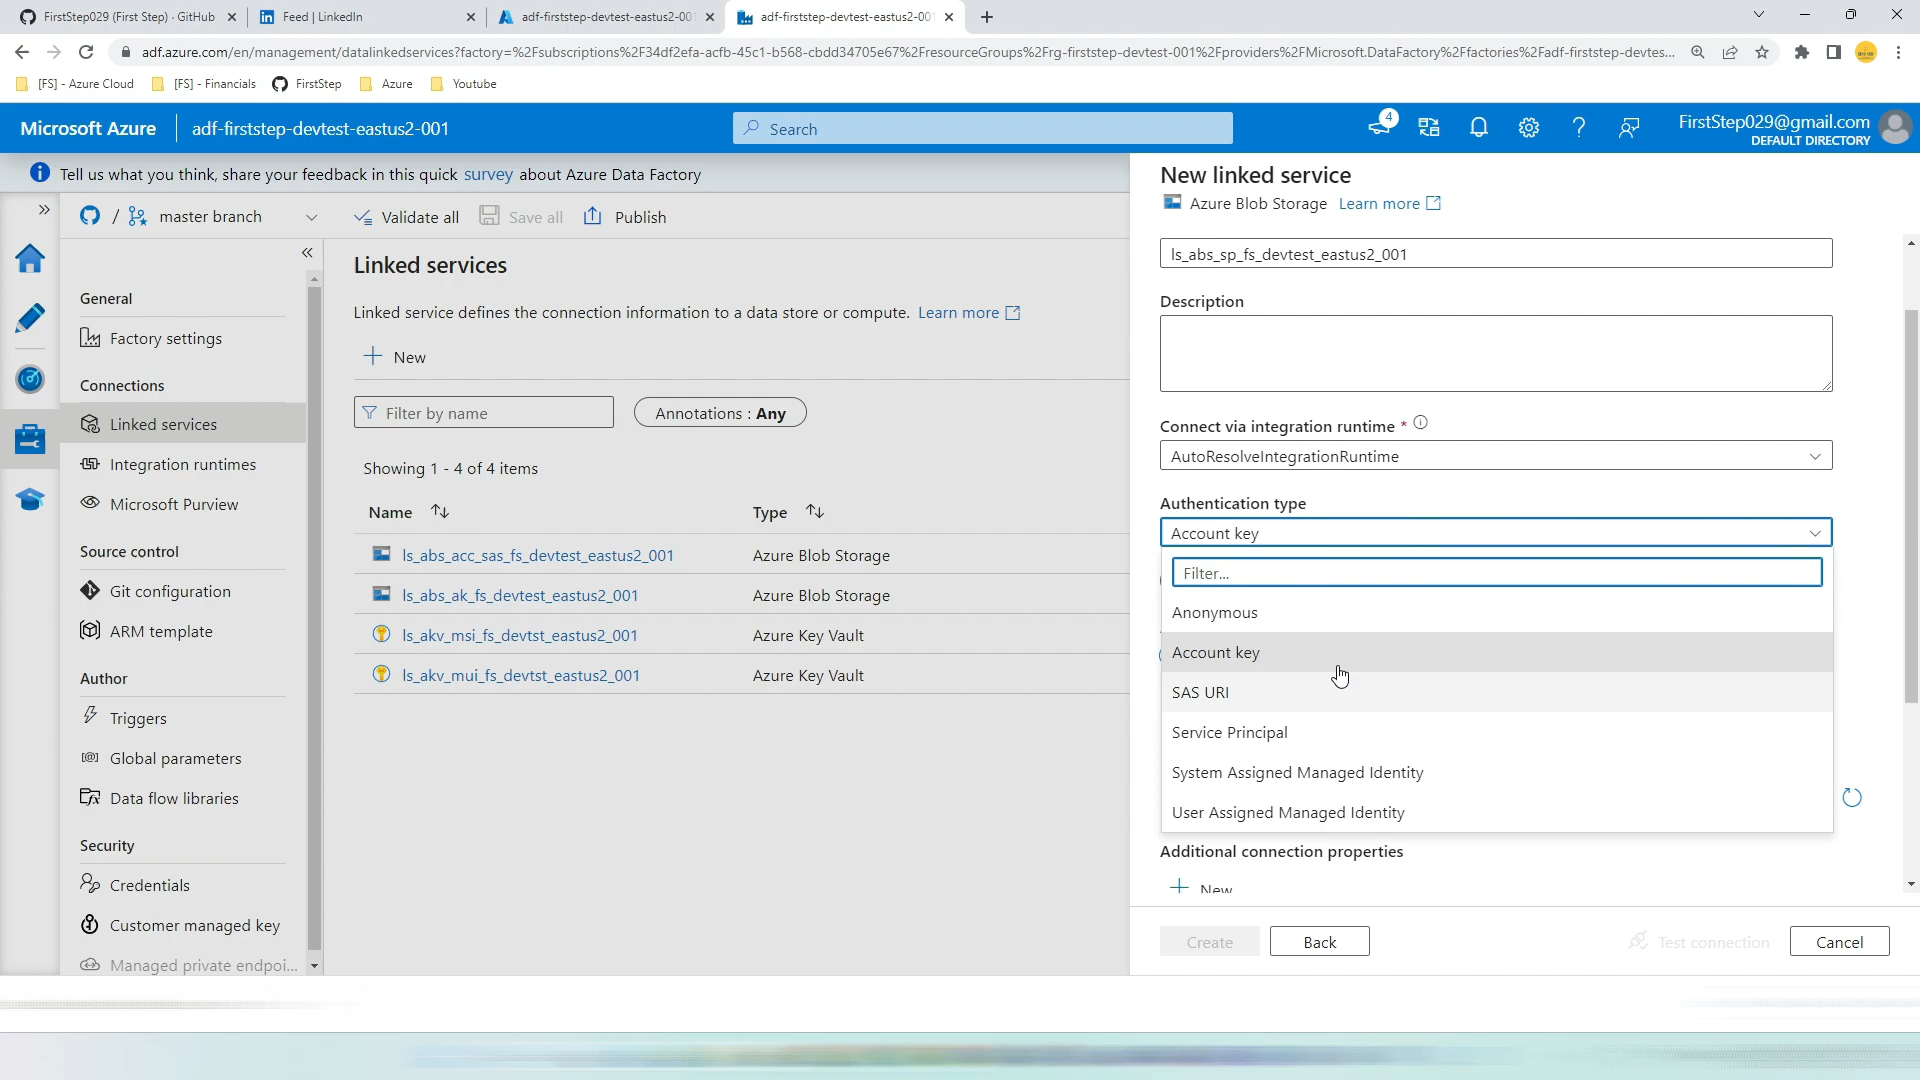 FirstStep029 (First Step) · GitHub
Feed | LinkedIn
adf-firststep-devtest-eastus2-00
adf-firststep-devtest-eastus2-00
adf.azure.com/en/management/datalinkedservices?factory=%2Fsubscriptions%2F34df2efa-acfb-45c1-b568-cbdd34705e67%2FresourceGroups%2Frg-firststep-devtest-001%2Fproviders%2FMicrosoft.DataFactory%2Ffactories%2Fadf-firststep-devtes...
[FS] - Azure Cloud
[FS] - Financials
FirstStep
Azure
Youtube
Microsoft Azure
adf-firststep-devtest-eastus2-001
Search
4
FirstStep029@gmail.com
DEFAULT DIRECTORY
Tell us what you think, share your feedback in this quick survey about Azure Data Factory
/ master branch
Validate all
Save all
Publish
General
Factory settings
Connections
Linked services
Integration runtimes
Microsoft Purview
Source control
Git configuration
ARM template
Author
Triggers
Global parameters
Data flow libraries
Security
Credentials
Customer managed key
Managed private endpoi...
Linked services
Linked service defines the connection information to a data store or compute. Learn more
New
Filter by name
Annotations : Any
Showing 1 - 4 of 4 items
Name
Type
ls_abs_acc_sas_fs_devtest_eastus2_001
Azure Blob Storage
ls_abs_ak_fs_devtest_eastus2_001
Azure Blob Storage
ls_akv_msi_fs_devtst_eastus2_001
Azure Key Vault
ls_akv_mui_fs_devtst_eastus2_001
Azure Key Vault
New linked service
Azure Blob Storage Learn more
ls_abs_sp_fs_devtest_eastus2_001
Description
Connect via integration runtime *
AutoResolveIntegrationRuntime
Authentication type
Account key
Filter...
Anonymous
Account key
SAS URI
Service Principal
System Assigned Managed Identity
User Assigned Managed Identity
Additional connection properties
New
Create
Back
Test connection
Cancel